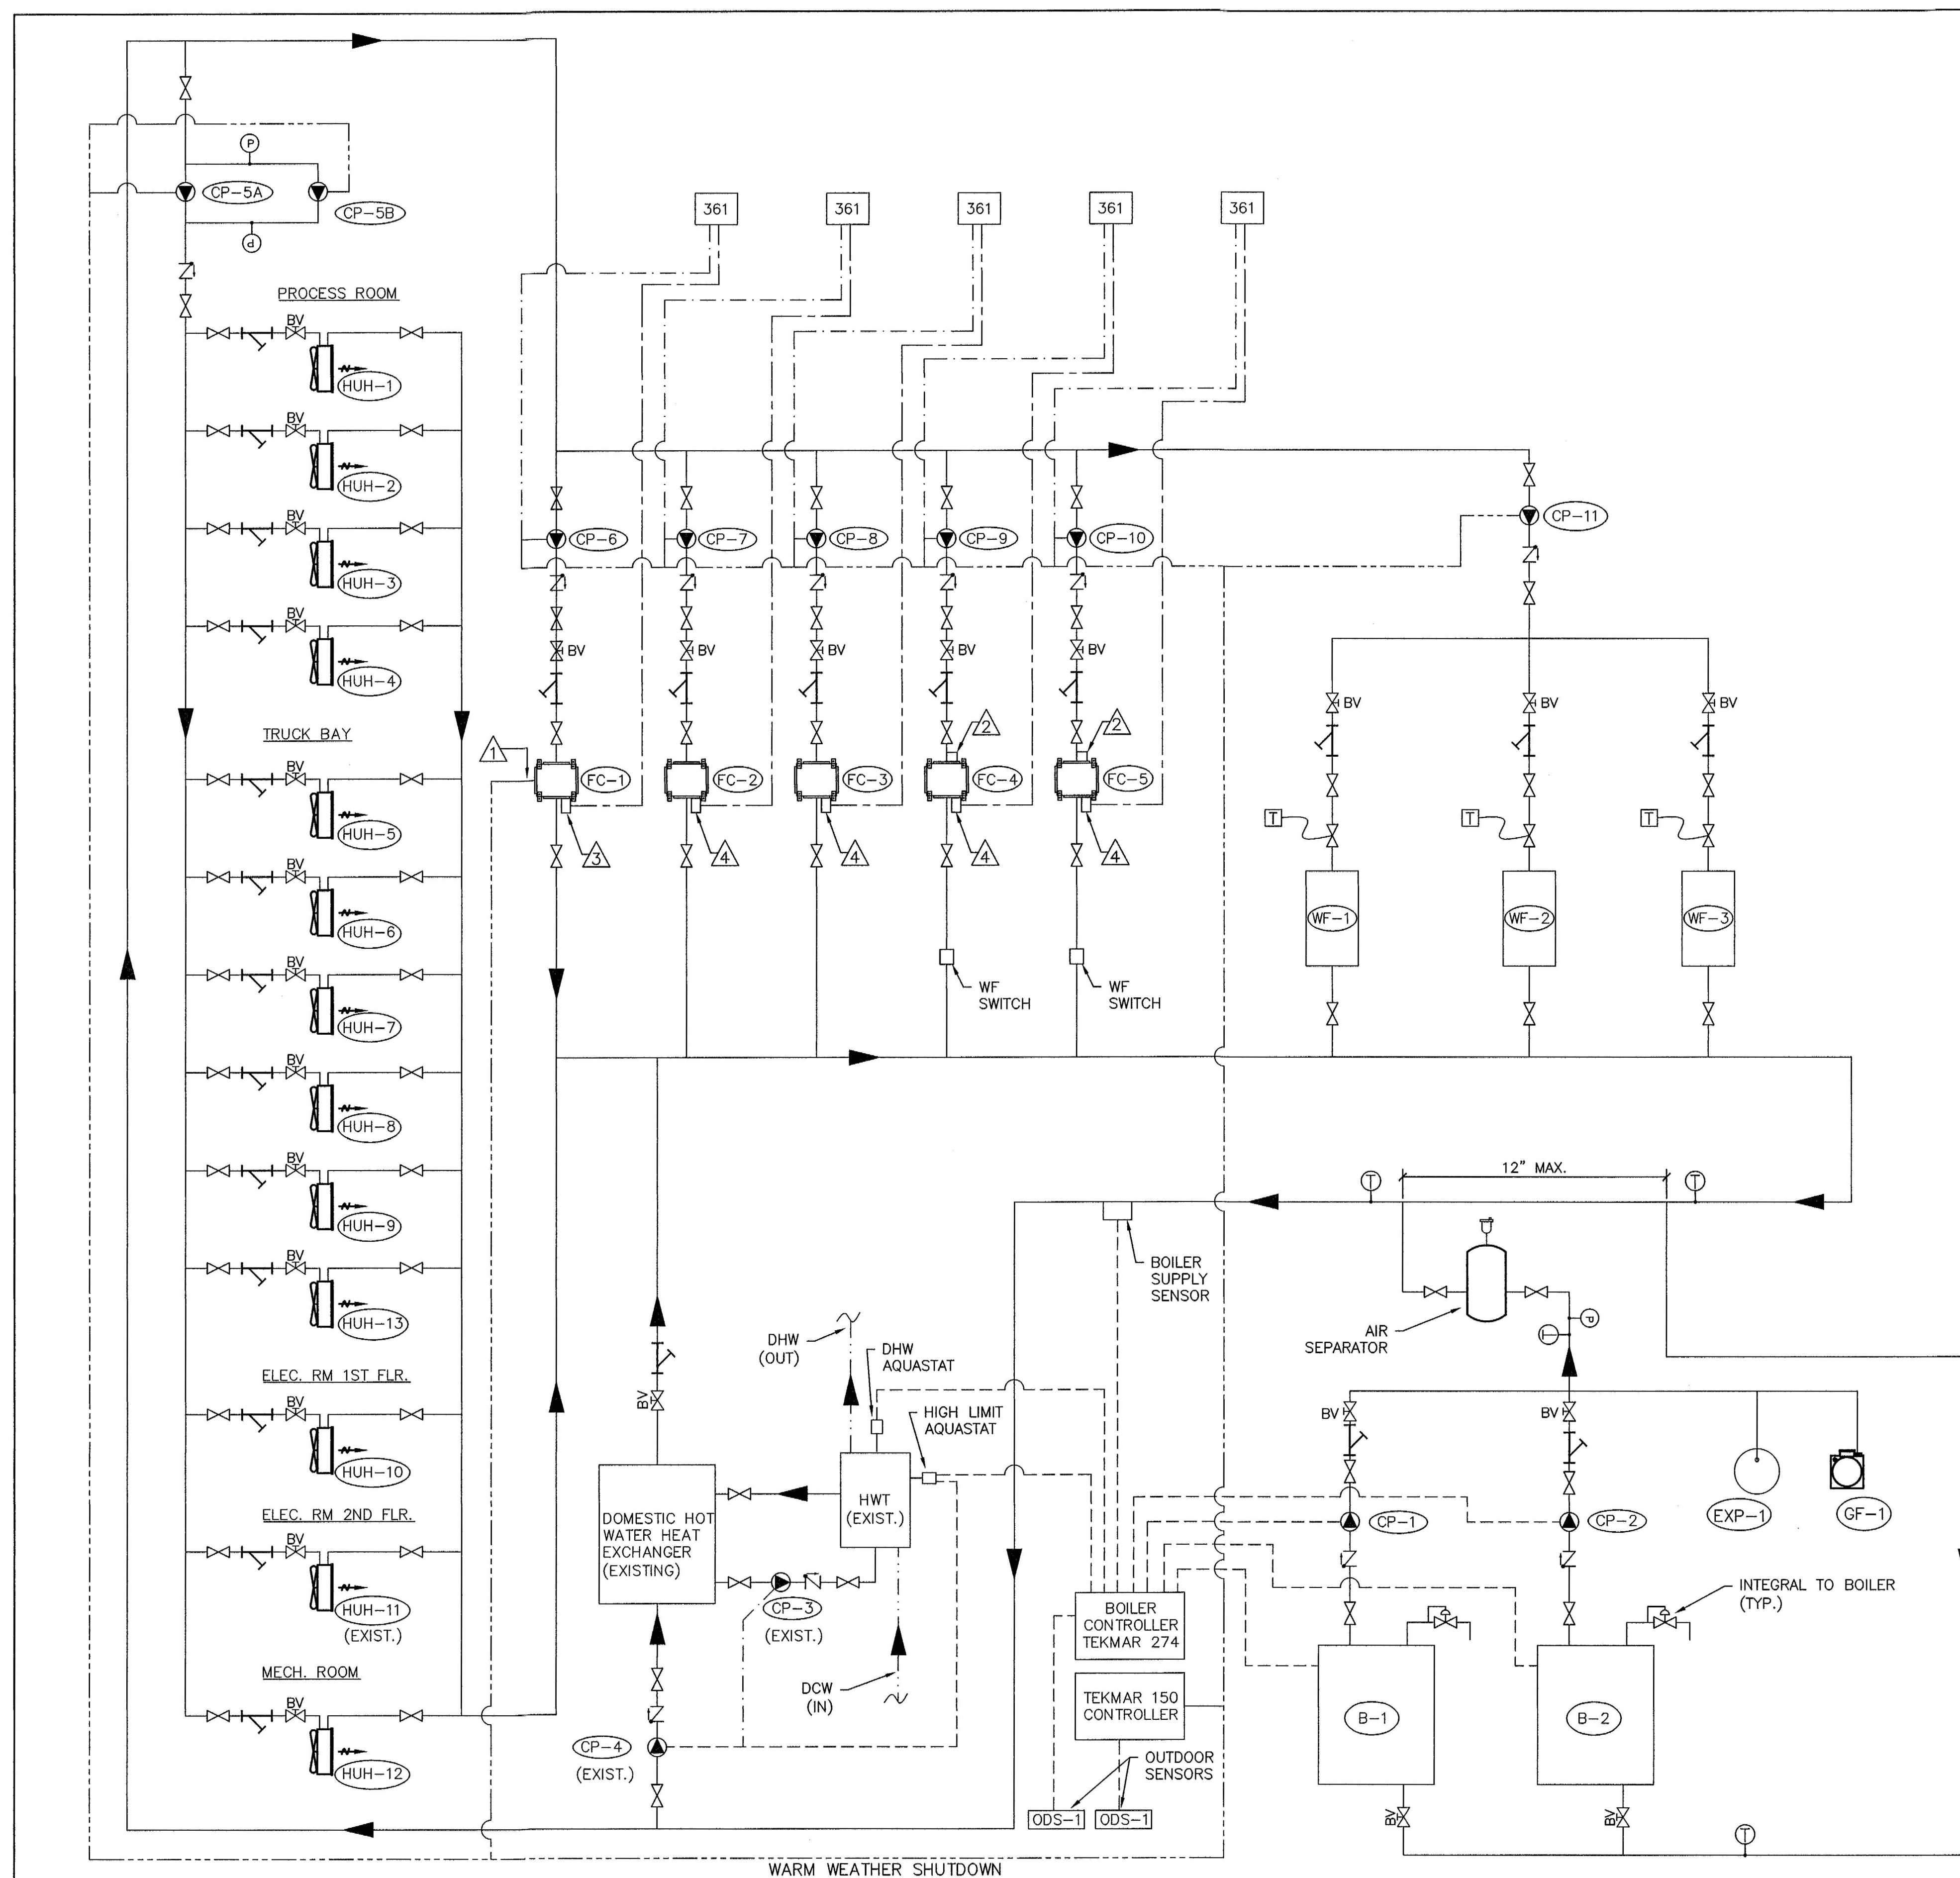 P
CP-5A
CP-5B
P
361
361
361
361
361
PROCESS ROOM
BV
HUH-1
BV
HUH-2
BV
HUH-3
BV
HUH-4
CP-6
CP-7
CP-8
CP-9
CP-10
CP-11
BV
BV
BV
BV
BV
BV
BV
BV
TRUCK BAY
1
2
2
FC-1
FC-2
FC-3
FC-4
FC-5
3
4
4
4
4
T
T
T
BV
HUH-5
BV
HUH-6
BV
HUH-7
BV
HUH-8
BV
HUH-9
BV
HUH-13
WF-1
WF-2
WF-3
WF
SWITCH
WF
SWITCH
12" MAX.
T
T
BOILER
SUPPLY
SENSOR
AIR
SEPARATOR
P
T
ELEC. RM 1ST FLR.
BV
HUH-10
ELEC. RM 2ND FLR.
BV
HUH-11
(EXIST.)
MECH. ROOM
BV
HUH-12
DHW
(OUT)
DHW
AQUASTAT
HIGH LIMIT
AQUASTAT
BV
DOMESTIC HOT
WATER HEAT
EXCHANGER
(EXISTING)
HWT
(EXIST.)
CP-3
(EXIST.)
DCW
(IN)
CP-4
(EXIST.)
BV
BV
CP-1
CP-2
EXP-1
GF-1
INTEGRAL TO BOILER
(TYP.)
BOILER
CONTROLLER
TEKMAR 274
TEKMAR 150
CONTROLLER
OUTDOOR
SENSORS
ODS-1
ODS-1
B-1
B-2
BV
BV
T
WARM WEATHER SHUTDOWN